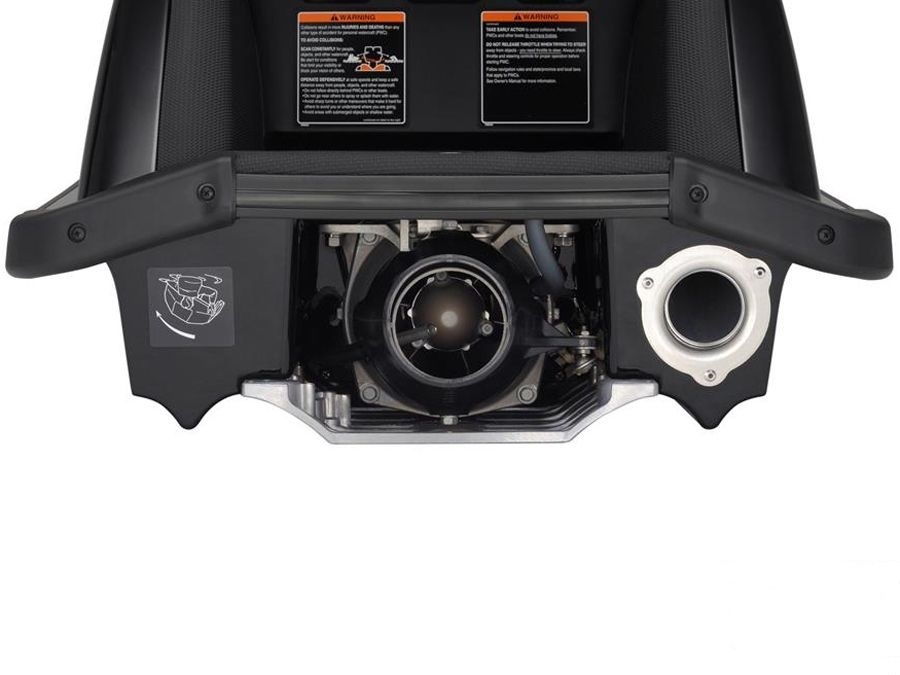 WARNING
Collisions result in more INJURIES AND DEATHS than any
other type of accident for personal watercraft (PWC).
TO AVOID COLLISIONS:
SCAN CONSTANTLY for people,
objects, and other watercraft.
Be alert for conditions
that limit your visibility or
block your vision of others.
OPERATE DEFENSIVELY at safe speeds and keep a safe
distance away from people, objects, and other watercraft.
• Do not follow directly behind PWCs or other boats.
• Do not go near others to spray or splash them with water.
• Avoid sharp turns or other maneuvers that make it hard for
others to avoid you or understand where you are going.
• Avoid areas with submerged objects or shallow water.
WARNING
TAKE EARLY ACTION to avoid collisions. Remember,
PWCs and other boats do not have brakes.
DO NOT RELEASE THROTTLE WHEN TRYING TO STEER
away from objects - you need throttle to steer. Always check
throttle and steering controls for proper operation before
starting PWC.
Follow navigation rules and state/province and local laws
that apply to PWCs.
See Owner's Manual for more information.